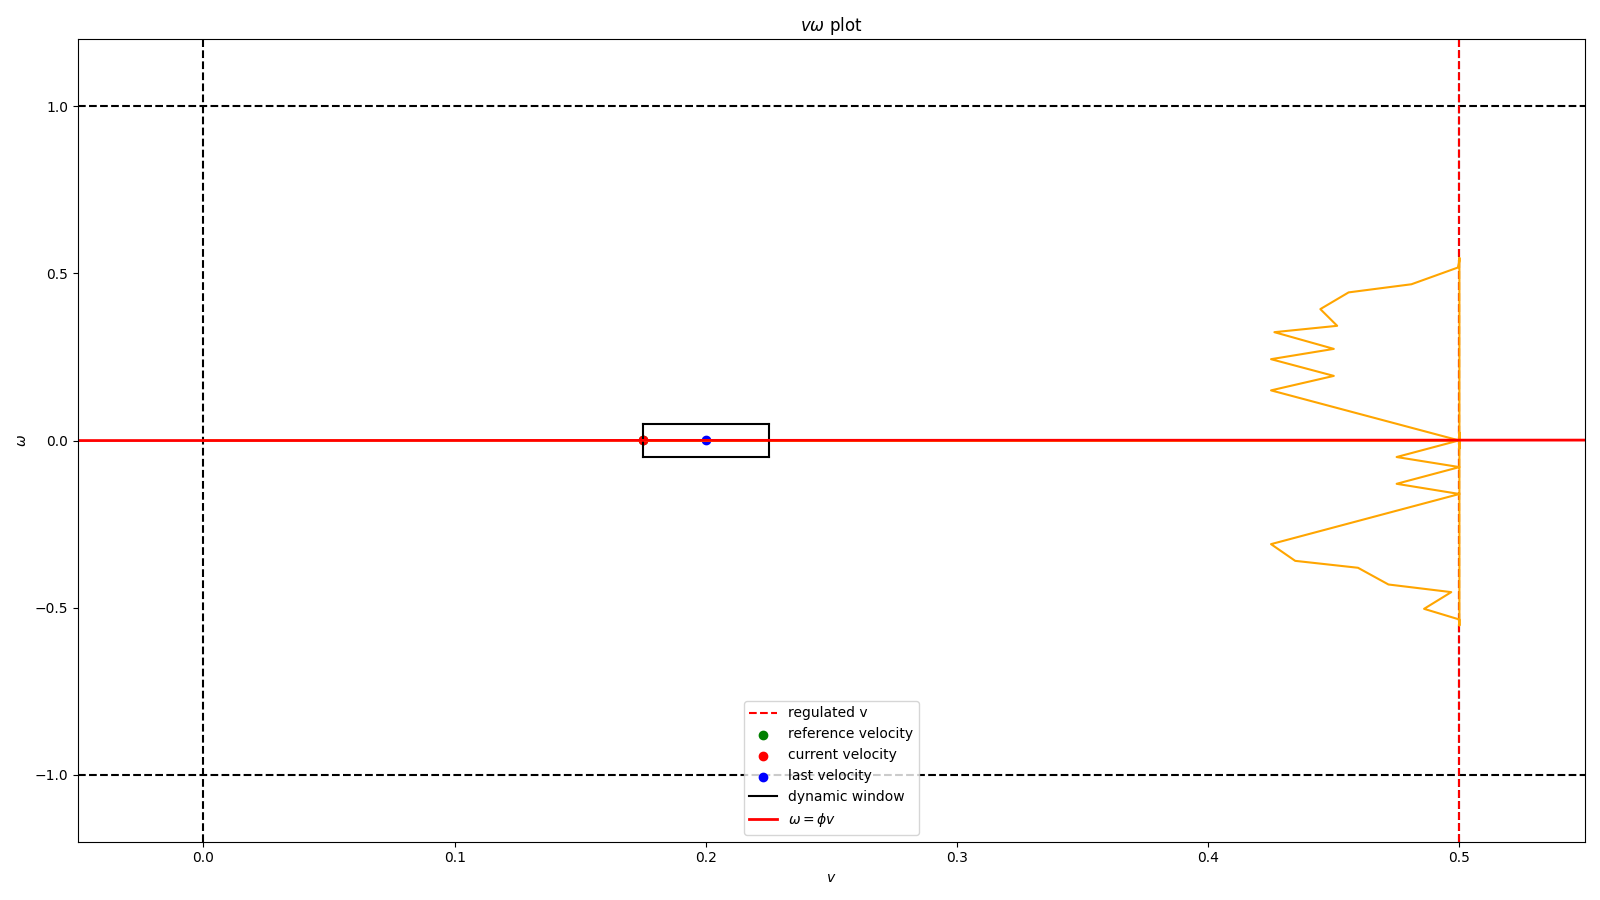 vω plot
1.0
0.5
0.0
−0.5
−1.0
ω
regulated v
reference velocity
current velocity
last velocity
dynamic window
ω = ϕv
0.0 0.1 0.2 0.3 0.4 0.5
v